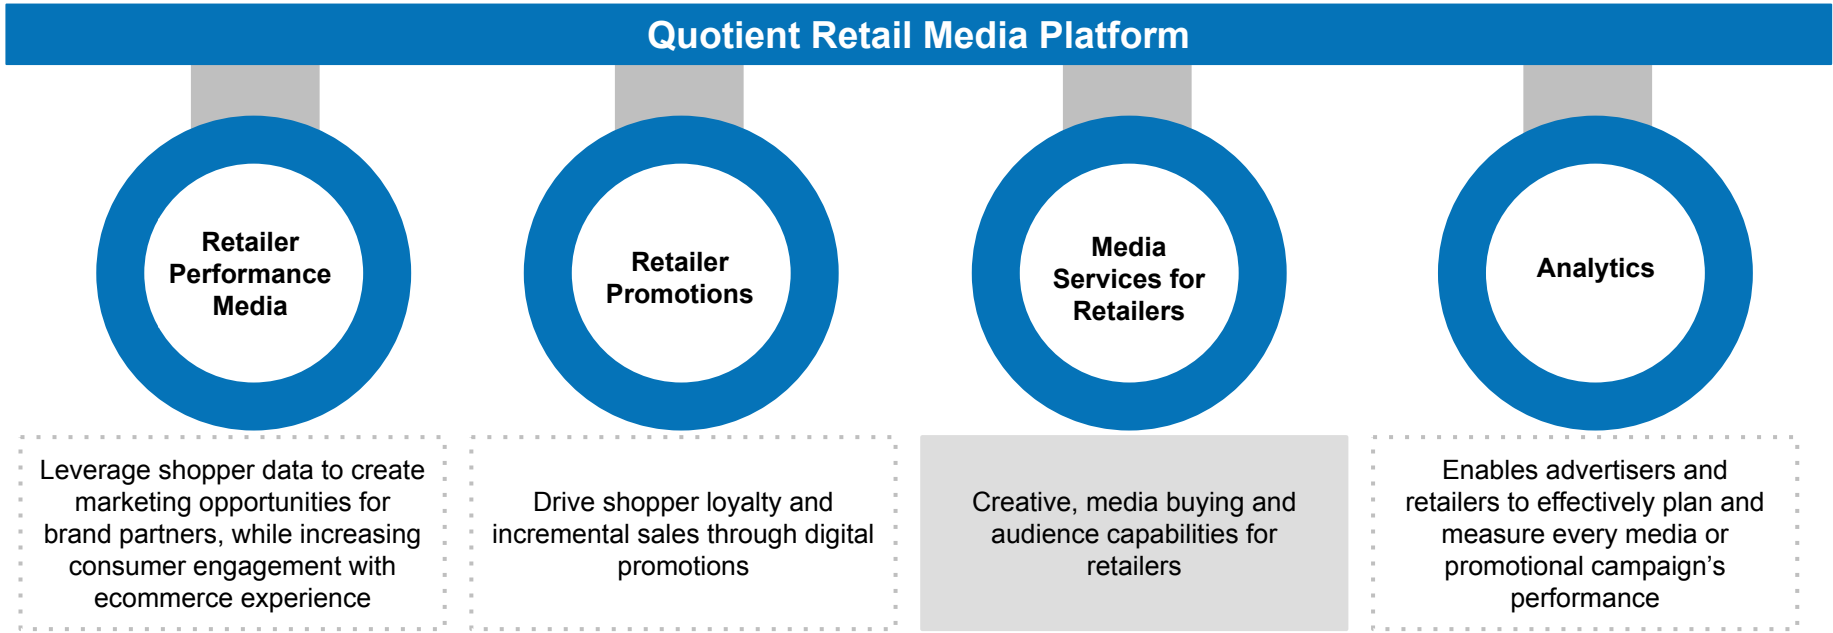 Quotient Retail Media Platform
Retailer
Performance
Media
Retailer
Promotions
Media
Services for
Retailers
Analytics
Leverage shopper data to create
marketing opportunities for
brand partners, while increasing
consumer engagement with
ecommerce experience
Drive shopper loyalty and
incremental sales through digital
promotions
Creative, media buying and
audience capabilities for
retailers
Enables advertisers and
retailers to effectively plan and
measure every media or
promotional campaign’s
performance